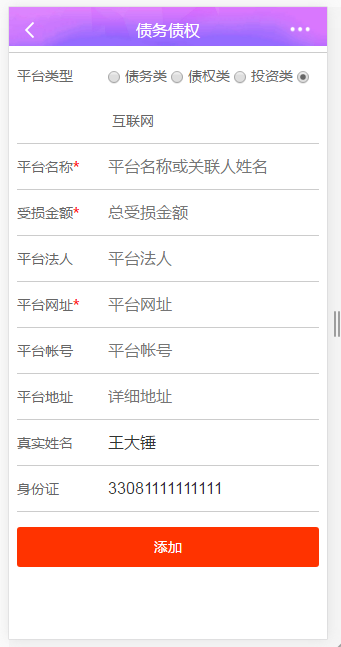 债务债权
平台类型 债务类 债权类 投资类
互联网
平台名称* 平台名称或关联人姓名
受损金额* 总受损金额
平台法人 平台法人
平台网址* 平台网址
平台帐号 平台帐号
平台地址 详细地址
真实姓名 王大锤
身份证 33081111111111
添加